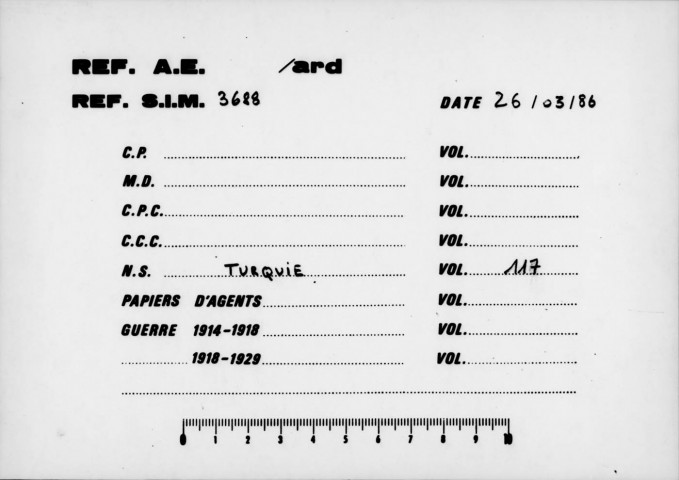 REF. A.E. /ard
REF. S.I.M. 3688 DATE 26/03/86
C.P. VOL.
M.D. VOL.
C.P.C. VOL.
C.C.C. VOL.
N.S. TURQUIE VOL. 117
PAPIERS D'AGENTS VOL.
GUERRE 1914-1918 VOL.
1918-1929 VOL.
0 1 2 3 4 5 6 7 8 9 10